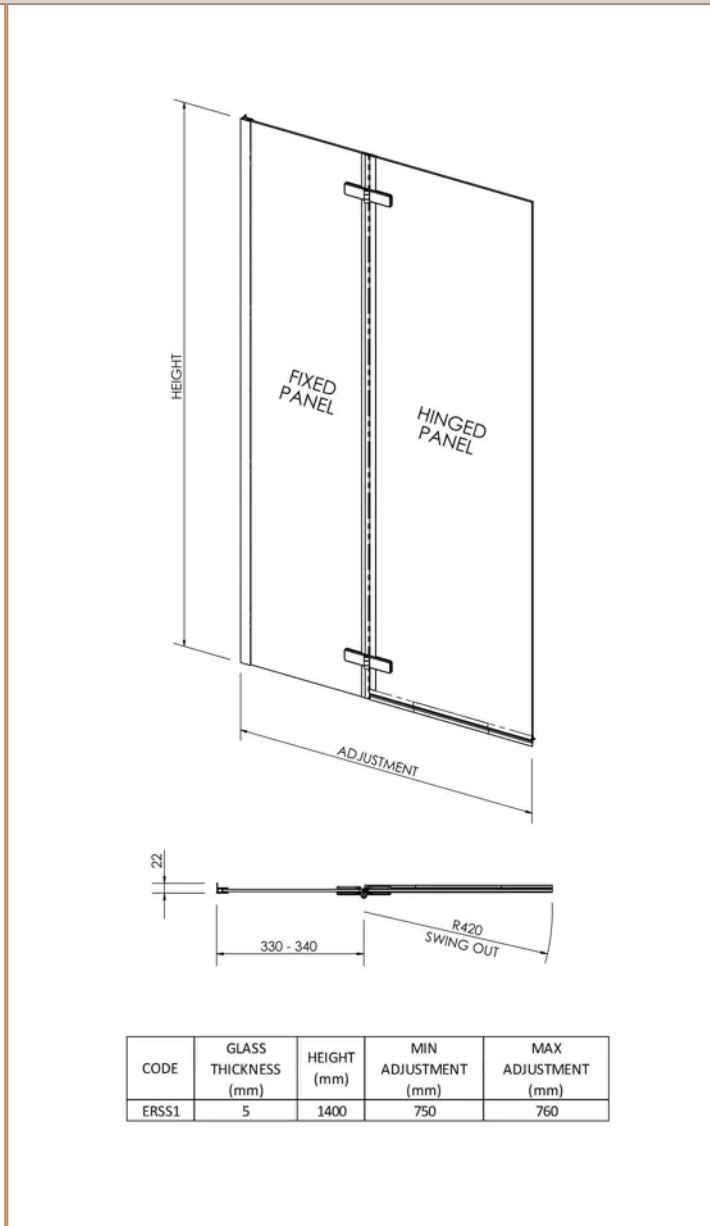 HEIGHT
FIXED
PANEL
HINGED
PANEL
ADJUSTMENT
22
330 - 340
R420
SWING OUT
CODE
GLASS
THICKNESS
(mm)
HEIGHT
(mm)
MIN
ADJUSTMENT
(mm)
MAX
ADJUSTMENT
(mm)
ERSS1 5 1400 750 760